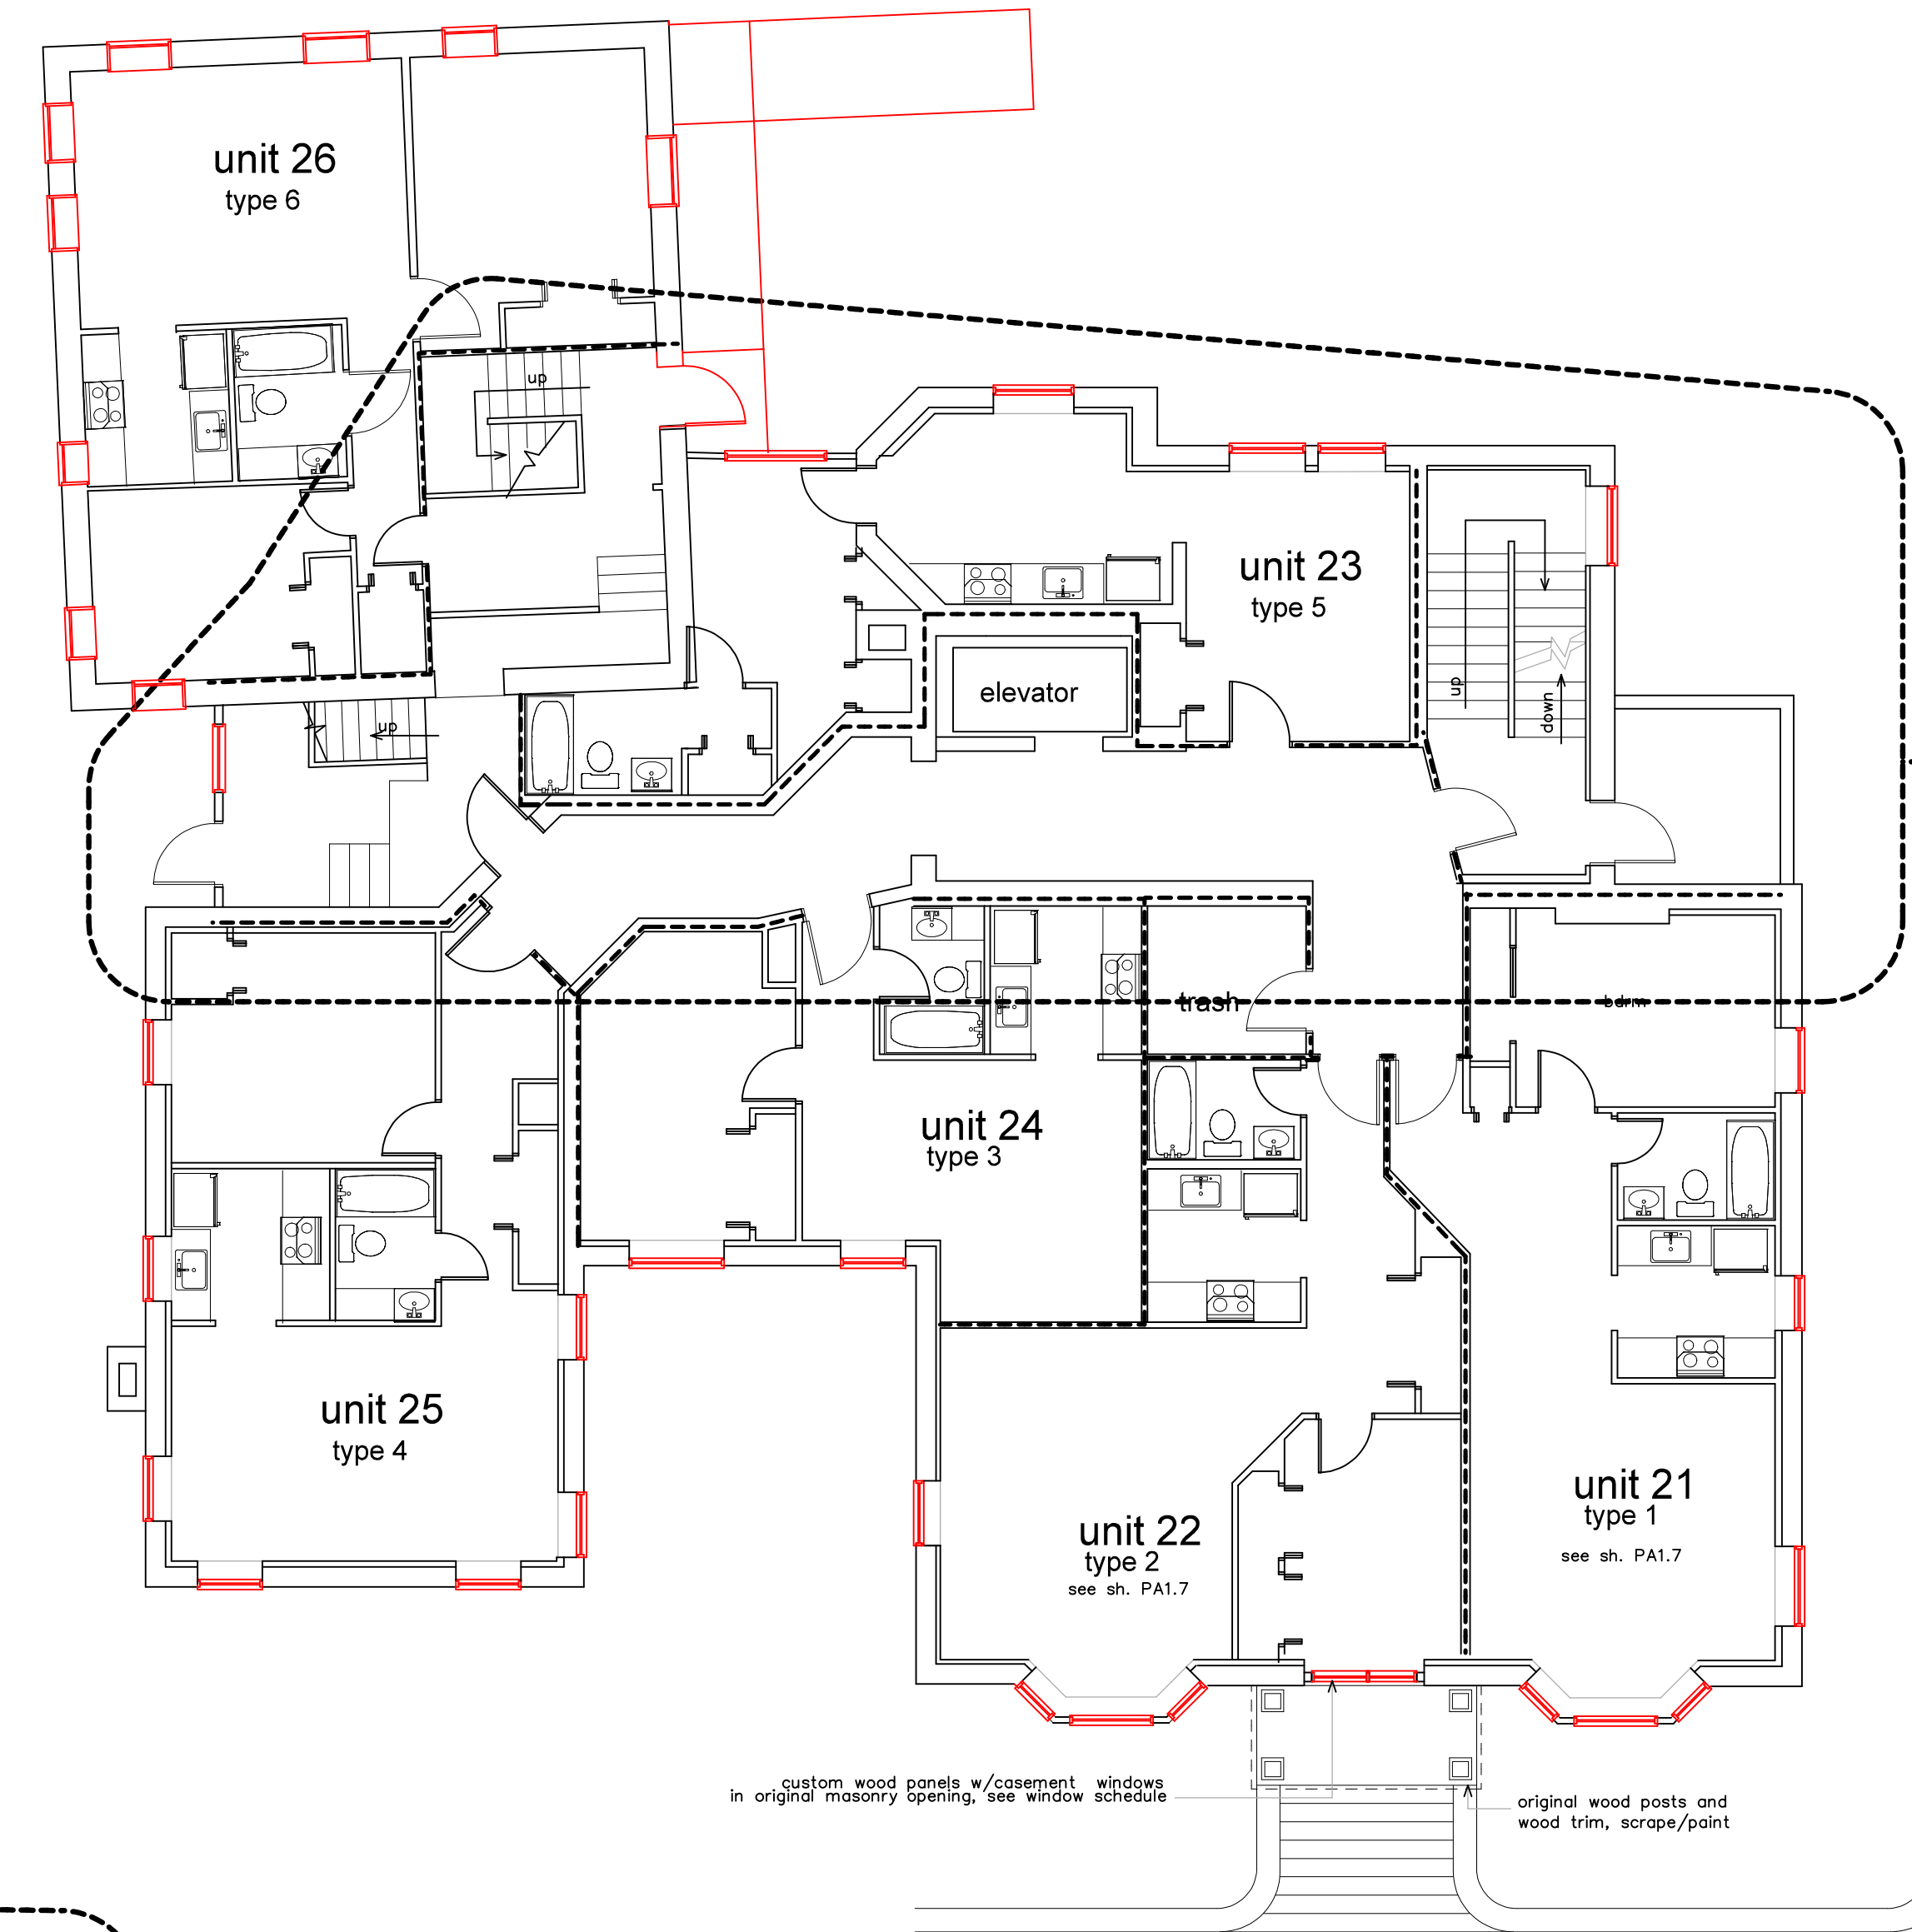 unit 26
type 6
up
unit 23
type 5
elevator
up
down
up
trash
bdrm
unit 24
type 3
unit 25
type 4
unit 21
type 1
see sh. PA1.7
unit 22
type 2
see sh. PA1.7
custom wood panels w/casement windows
in original masonry opening, see window schedule
original wood posts and
wood trim, scrape/paint